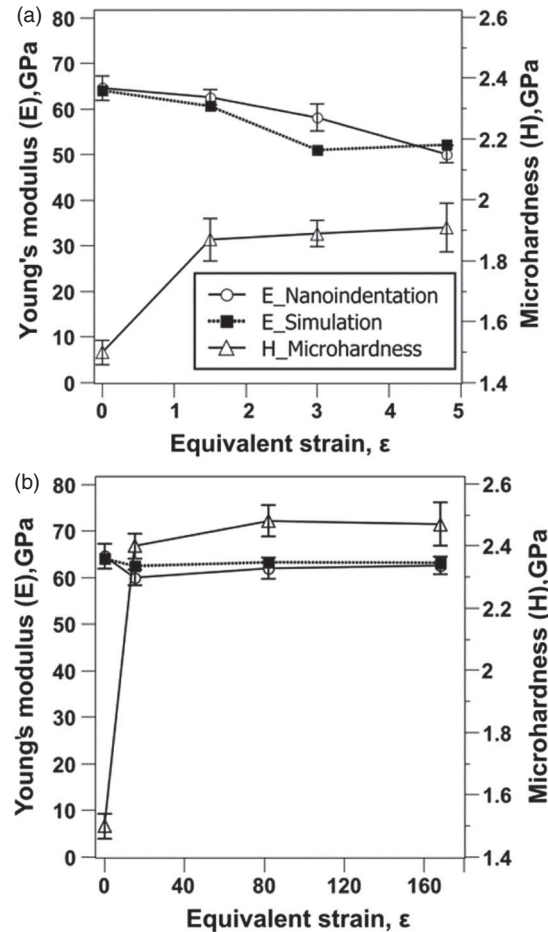 (a)
80
70
60
50
40
30
20
10
0
Young's modulus (E),GPa
2.6
2.4
2.2
2
1.8
1.6
1.4
Microhardness (H),GPa
E_Nanoindentation
E_Simulation
H_Microhardness
0 1 2 3 4 5
Equivalent strain, ε
(b)
80
70
60
50
40
30
20
10
0
Young's modulus (E),GPa
2.6
2.4
2.2
2
1.8
1.6
1.4
Microhardness (H),GPa
0 40 80 120 160
Equivalent strain, ε